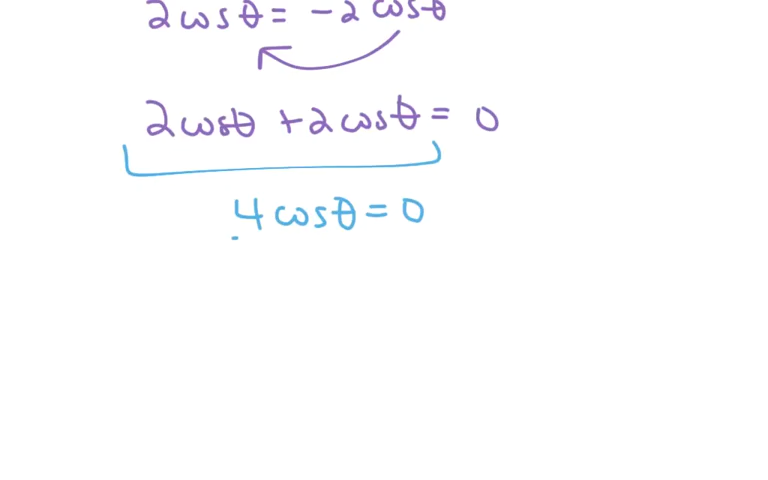 2cosθ = -2cosθ
2cosθ +2cosθ = 0
4cosθ = 0